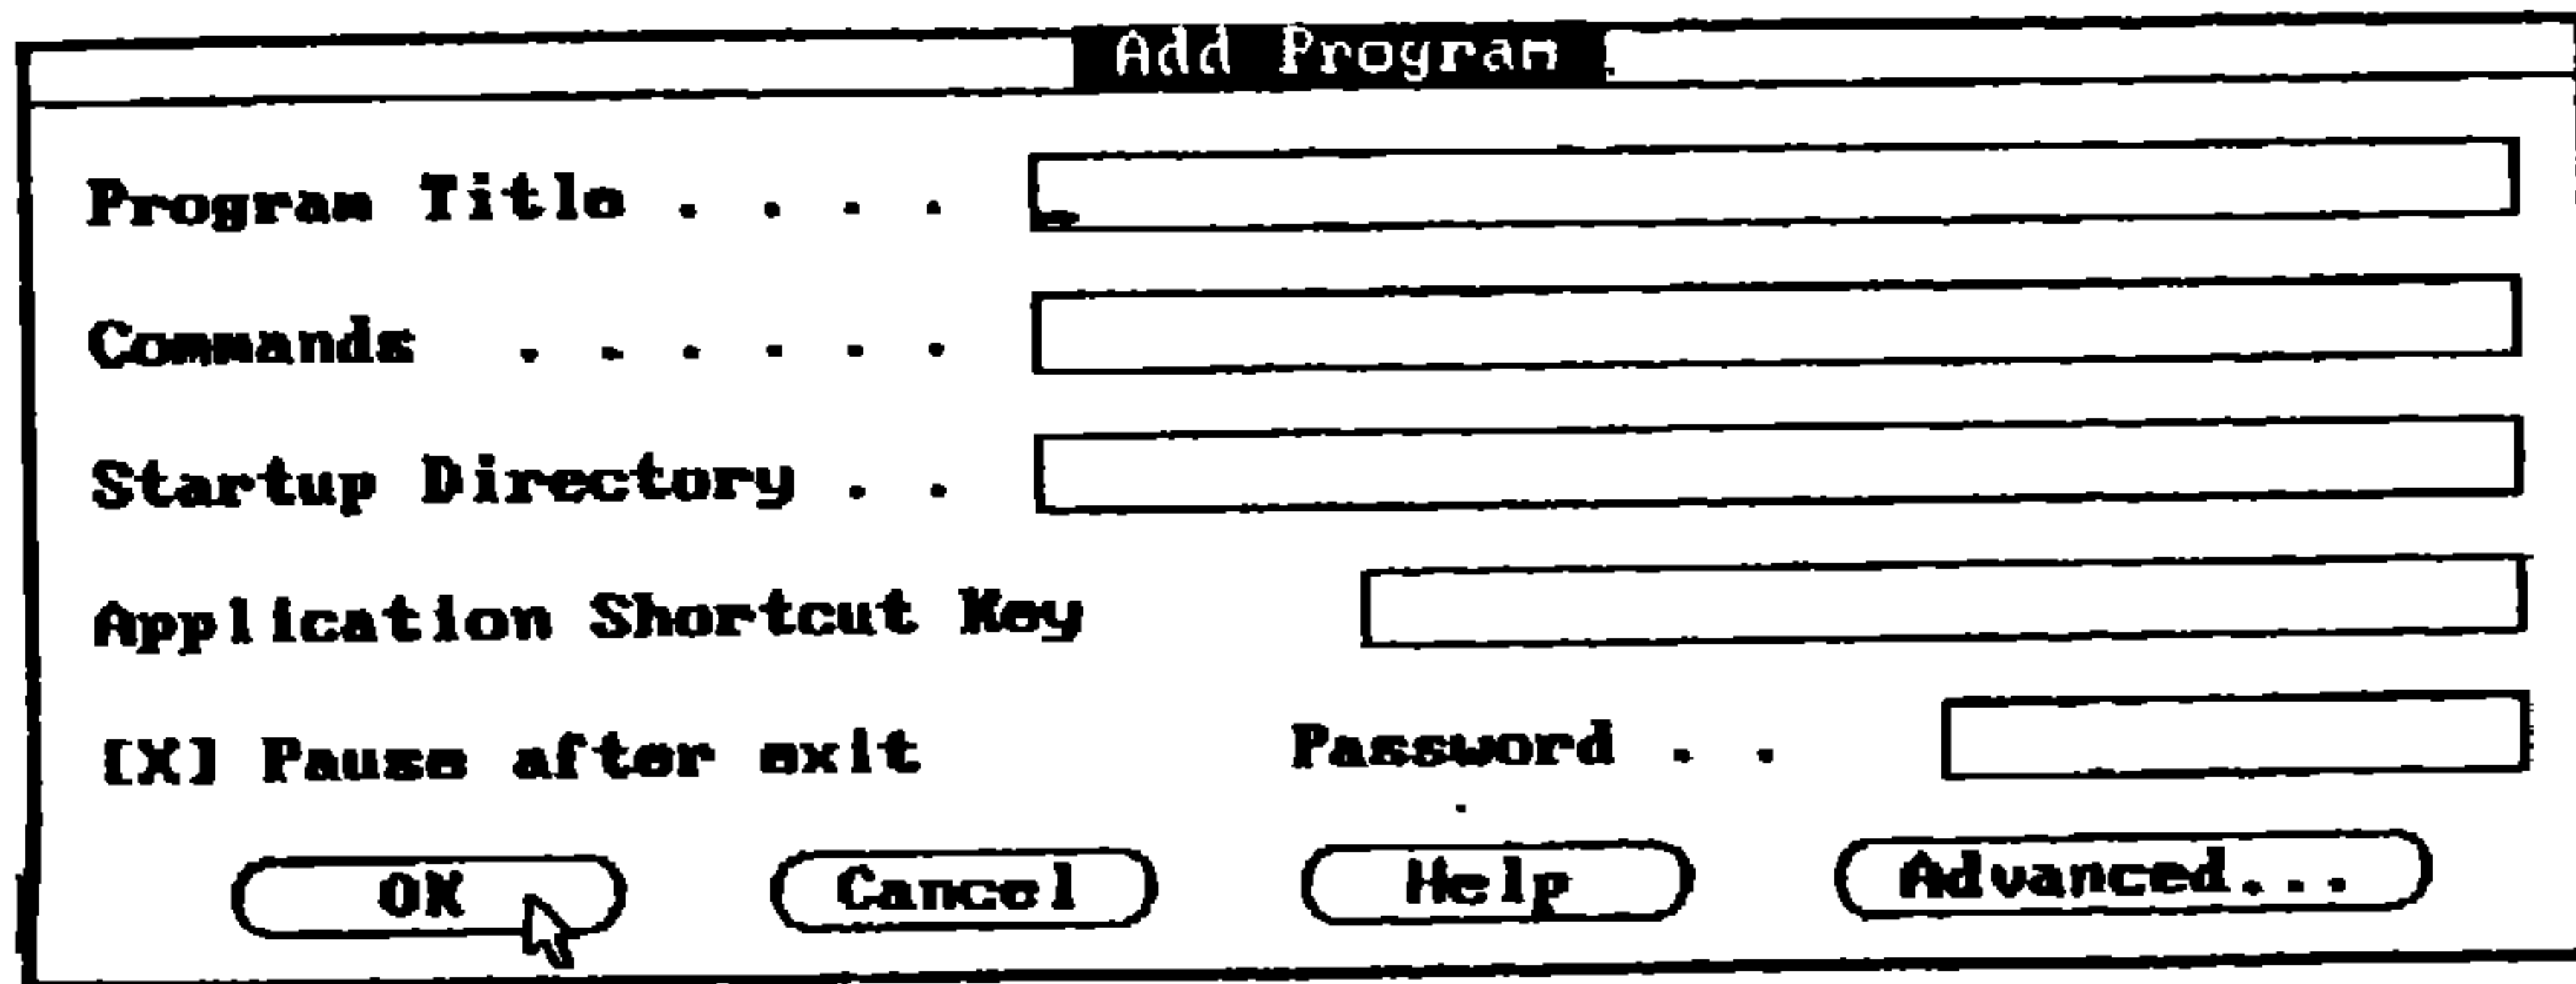 Add Program
Program Title . . . .
Commands . . . . . .
Startup Directory . .
Application Shortcut Key
[X] Pause after exit Password . .
OK Cancel Help Advanced...